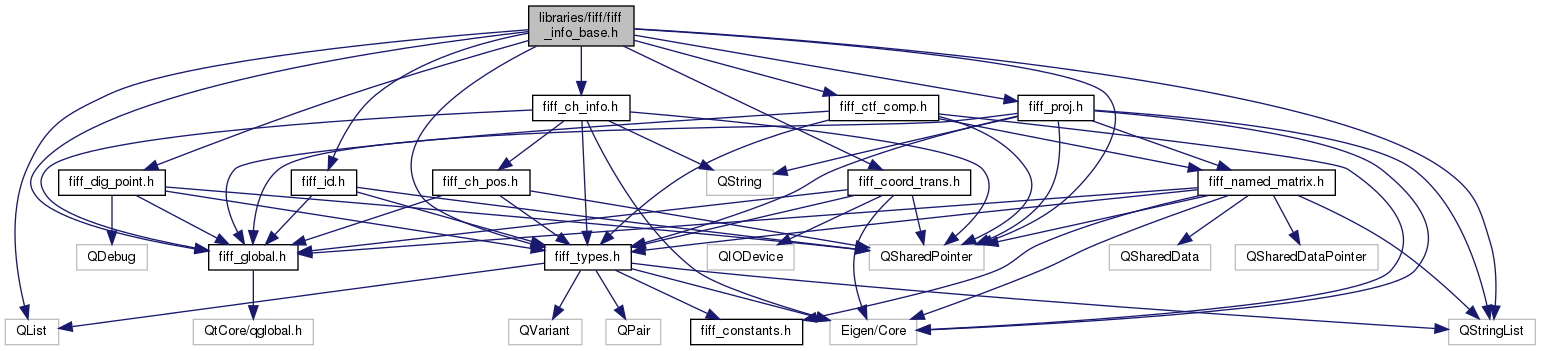 libraries/fiff/fiff
_info_base.h
fiff_ch_info.h
fiff_ctf_comp.h
fiff_proj.h
fiff_dig_point.h
fiff_id.h
fiff_ch_pos.h
QString
fiff_coord_trans.h
fiff_named_matrix.h
QDebug
fiff_global.h
fiff_types.h
QIODevice
QSharedPointer
QSharedData
QSharedDataPointer
QList
QtCore/qglobal.h
QVariant
QPair
fiff_constants.h
Eigen/Core
QStringList